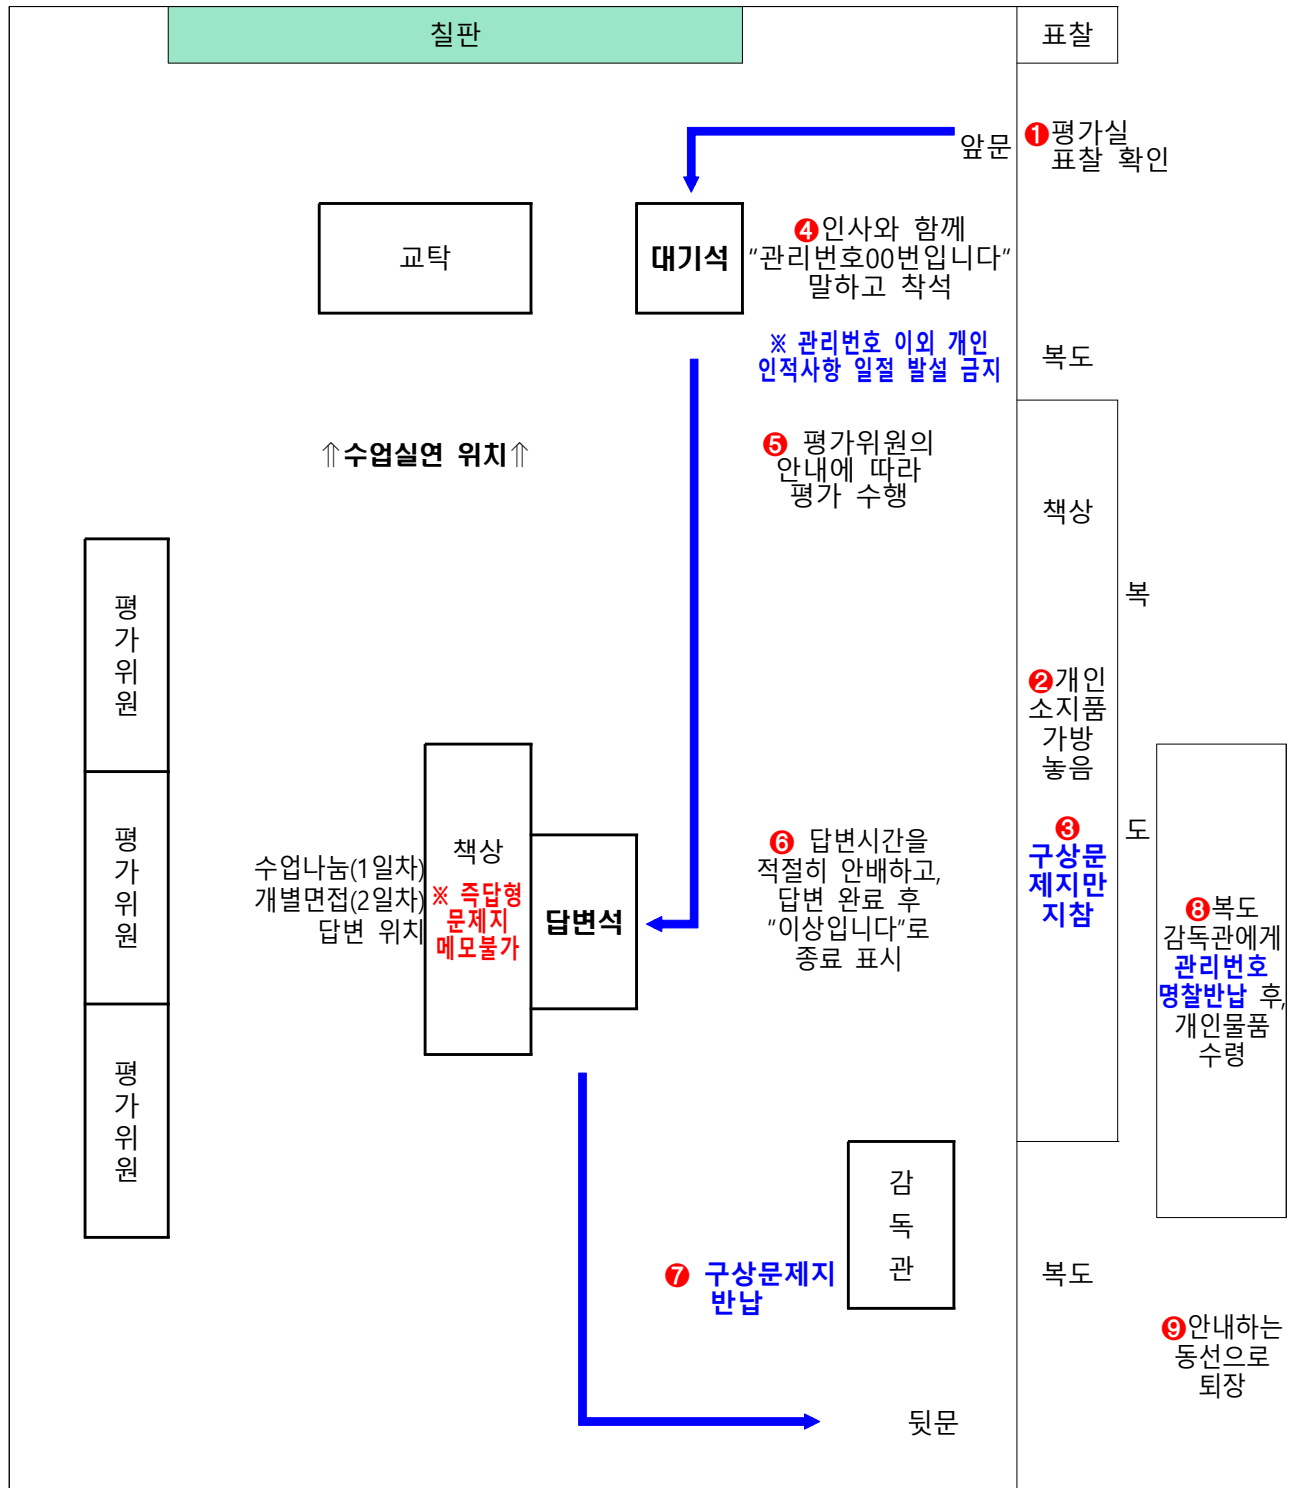 칠판
표찰
앞문
❶평가실
표찰 확인
교탁
대기석
❹인사와 함께
“관리번호00번입니다“
말하고 착석
※ 관리번호 이외 개인
인적사항 일절 발설 금지
복도
⇑수업실연 위치⇑
❺ 평가위원의
안내에 따라
평가 수행
책상
복
도
평
가
위
원
평
가
위
원
평
가
위
원
❷개인
소지품
가방
놓음
❸
구상문
제지만
지참
수업나눔(1일차)
개별면접(2일차)
답변 위치
책상
※ 즉답형
문제지
메모불가
답변석
❻ 답변시간을
적절히 안배하고,
답변 완료 후
“이상입니다”로
종료 표시
❽복도
감독관에게
관리번호
명찰반납 후,
개인물품
수령
감
독
관
❼ 구상문제지
반납
복도
❾안내하는
동선으로
퇴장
뒷문